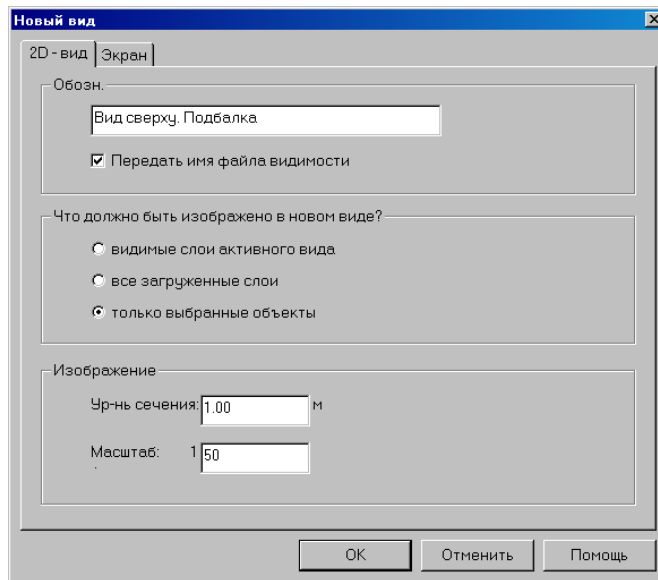 Новый вид
2D - вид Экран
Обозн.
Вид сверху. Подбалка
Передать имя файла видимости
Что должно быть изображено в новом виде?
видимые слои активного вида
все загруженные слои
только выбранные объекты
Изображение
Ур-нь сечения: 1.00 м
Масштаб: 1 50
OK Отменить Помощь